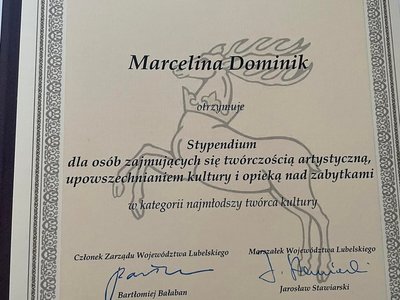 Marcelina Dominik
otrzymuje
Stypendium
dla osób zajmujących się twórczością artystyczną,
upowszechnianiem kultury i opieką nad zabytkami
w kategorii najmłodszy twórca kultury
Członek Zarządu Województwa Lubelskiego
Marszałek Województwa Lubelskiego
Bartłomiej Bałaban
Jarosław Stawiarski